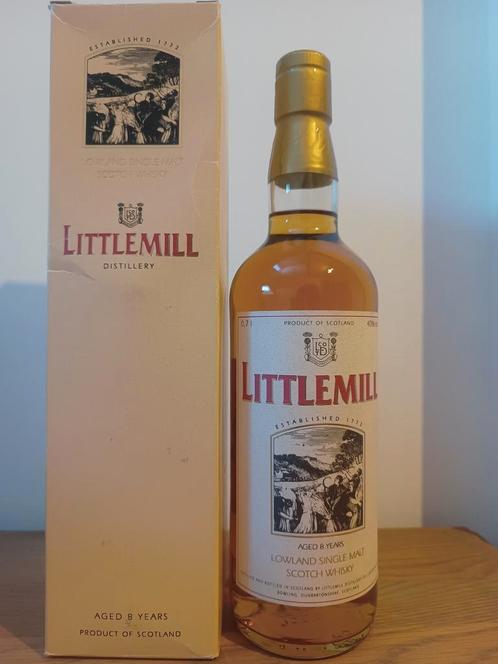 ESTABLISHED 1772
LOWLAND SINGLE MALT
SCOTCH WHISKY
LITTLEMILL
DISTILLERY
AGED 8 YEARS
PRODUCT OF SCOTLAND
0,7 l PRODUCT OF SCOTLAND
LITTLEMILL
ESTABLISHED 1772
AGED 8 YEARS
LOWLAND SINGLE MALT
SCOTCH WHISKY
AND BOTTLED IN SCOTLAND BY LITTLEMILL DISTILLERY
BOWLING, DUNBARTONSHIRE, SCOTLAND